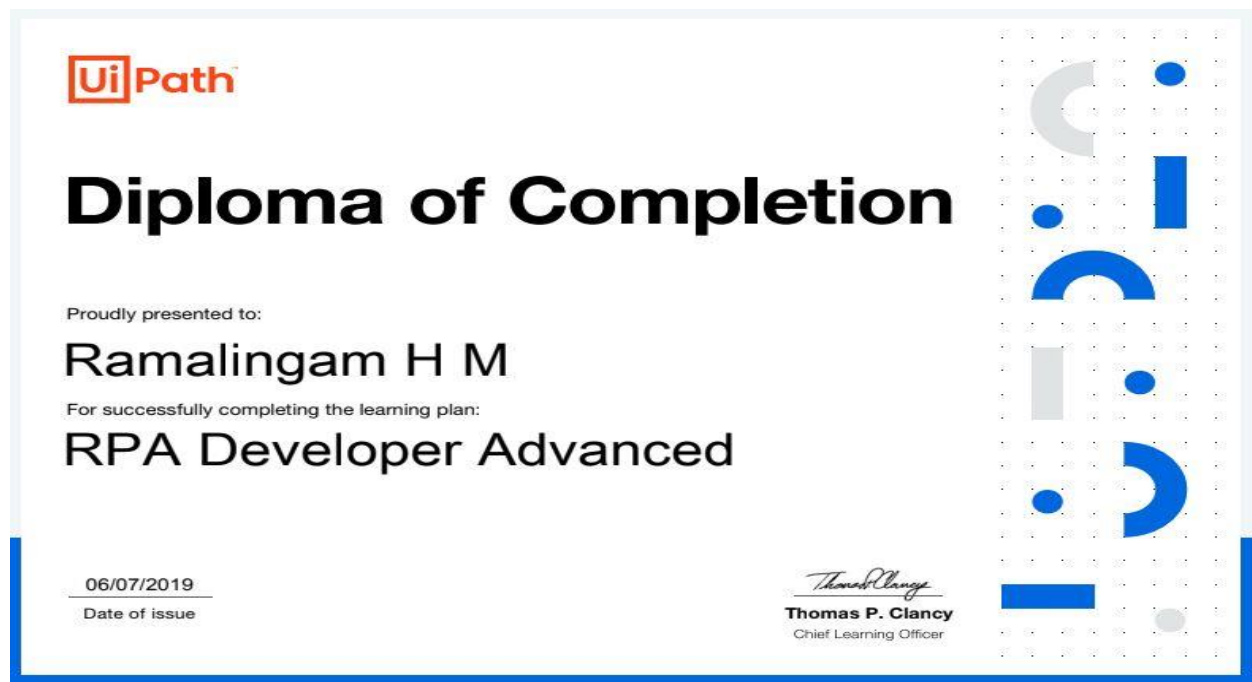 UiPath™
Diploma of Completion
Proudly presented to:
Ramalingam H M
For successfully completing the learning plan:
RPA Developer Advanced
06/07/2019
Date of issue
Thomas P. Clancy
Chief Learning Officer